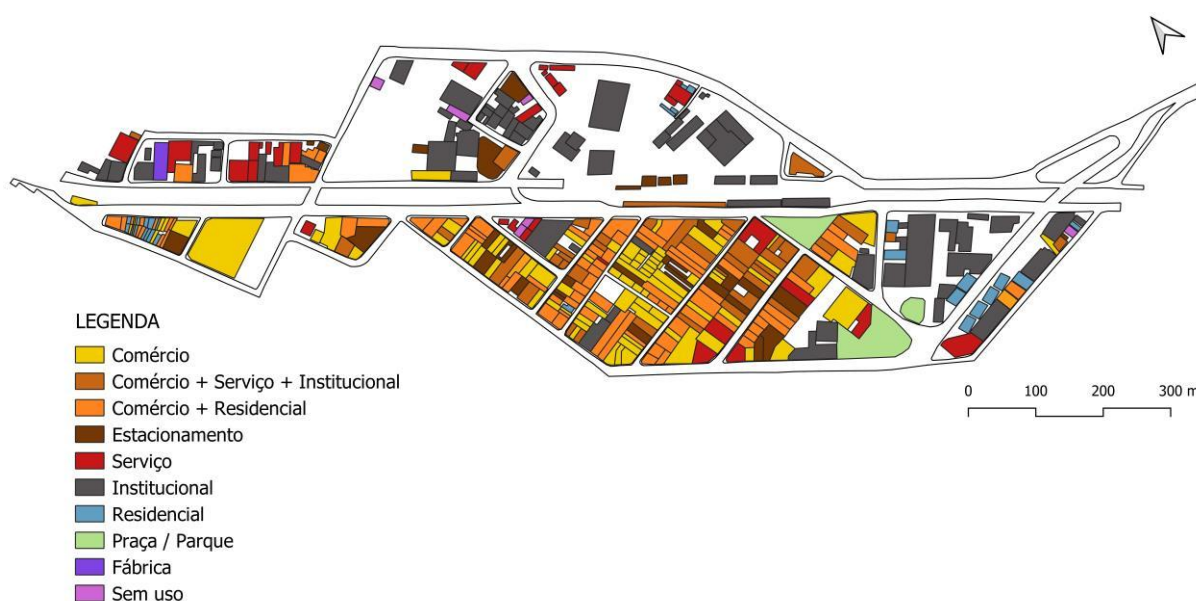 LEGENDA
Comércio
Comércio + Serviço + Institucional
Comércio + Residencial
Estacionamento
Serviço
Institucional
Residencial
Praça / Parque
Fábrica
Sem uso
0 100 200 300 m